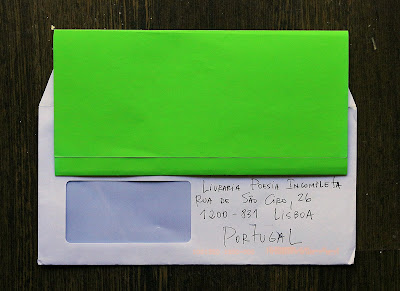 LIVRARIA POESIA INCOMPLETA
RUA DE SÃO CIRO, 26
1200-831 LISBOA
PORTUGAL